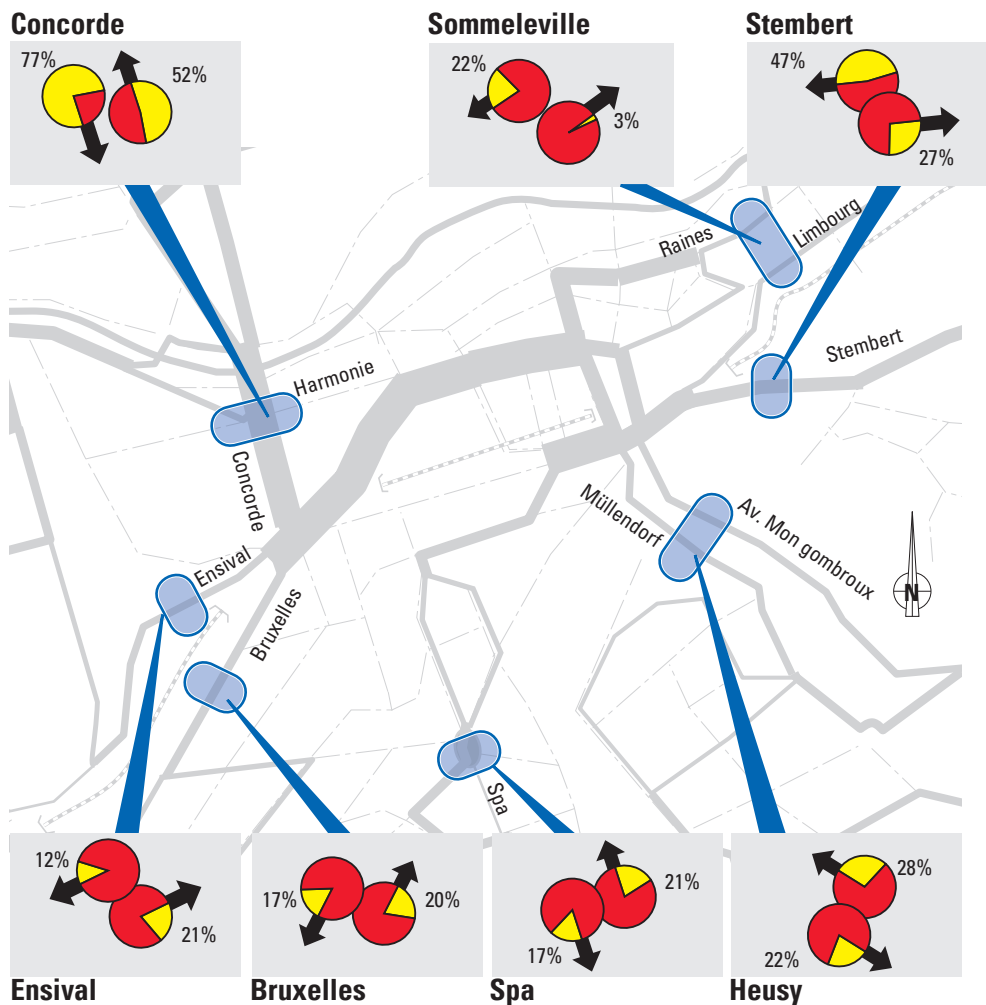 Concorde
77%
52%
Sommeleville
22%
3%
Stembert
47%
27%
Raines
Limbourg
Stembert
Harmonie
Concorde
Ensival
Bruxelles
Müllendorf
Av. Mon gombroux
N
Spa
12%
21%
Ensival
17%
20%
Bruxelles
21%
17%
Spa
28%
22%
Heusy